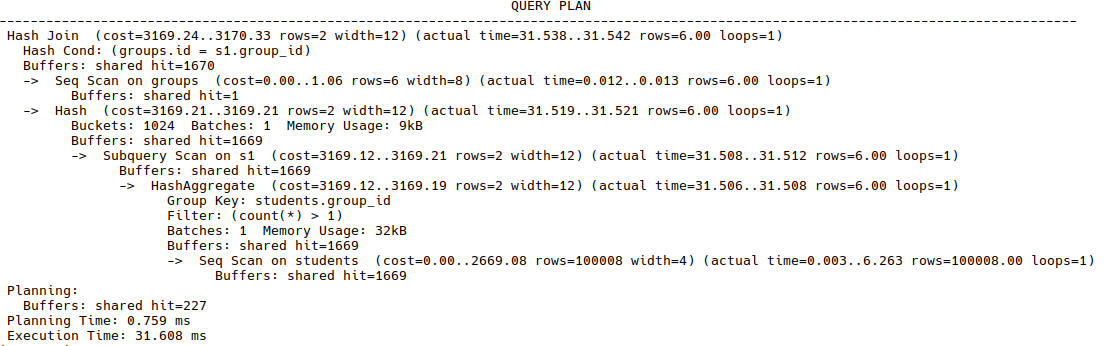 QUERY PLAN
--------------------------------------------------------------------------------------------------------------------------------------
Hash Join  (cost=3169.24..3170.33 rows=2 width=12) (actual time=31.538..31.542 rows=6.00 loops=1)
  Hash Cond: (groups.id = s1.group_id)
  Buffers: shared hit=1670
  ->  Seq Scan on groups  (cost=0.00..1.06 rows=6 width=8) (actual time=0.012..0.013 rows=6.00 loops=1)
        Buffers: shared hit=1
  ->  Hash  (cost=3169.21..3169.21 rows=2 width=12) (actual time=31.519..31.521 rows=6.00 loops=1)
        Buckets: 1024  Batches: 1  Memory Usage: 9kB
        Buffers: shared hit=1669
        ->  Subquery Scan on s1  (cost=3169.12..3169.21 rows=2 width=12) (actual time=31.508..31.512 rows=6.00 loops=1)
              Buffers: shared hit=1669
              ->  HashAggregate  (cost=3169.12..3169.19 rows=2 width=12) (actual time=31.506..31.508 rows=6.00 loops=1)
                    Group Key: students.group_id
                    Filter: (count(*) > 1)
                    Batches: 1  Memory Usage: 32kB
                    Buffers: shared hit=1669
                    ->  Seq Scan on students  (cost=0.00..2669.08 rows=100008 width=4) (actual time=0.003..6.263 rows=100008.00 loops=1)
                          Buffers: shared hit=1669
Planning:
  Buffers: shared hit=227
Planning Time: 0.759 ms
Execution Time: 31.608 ms